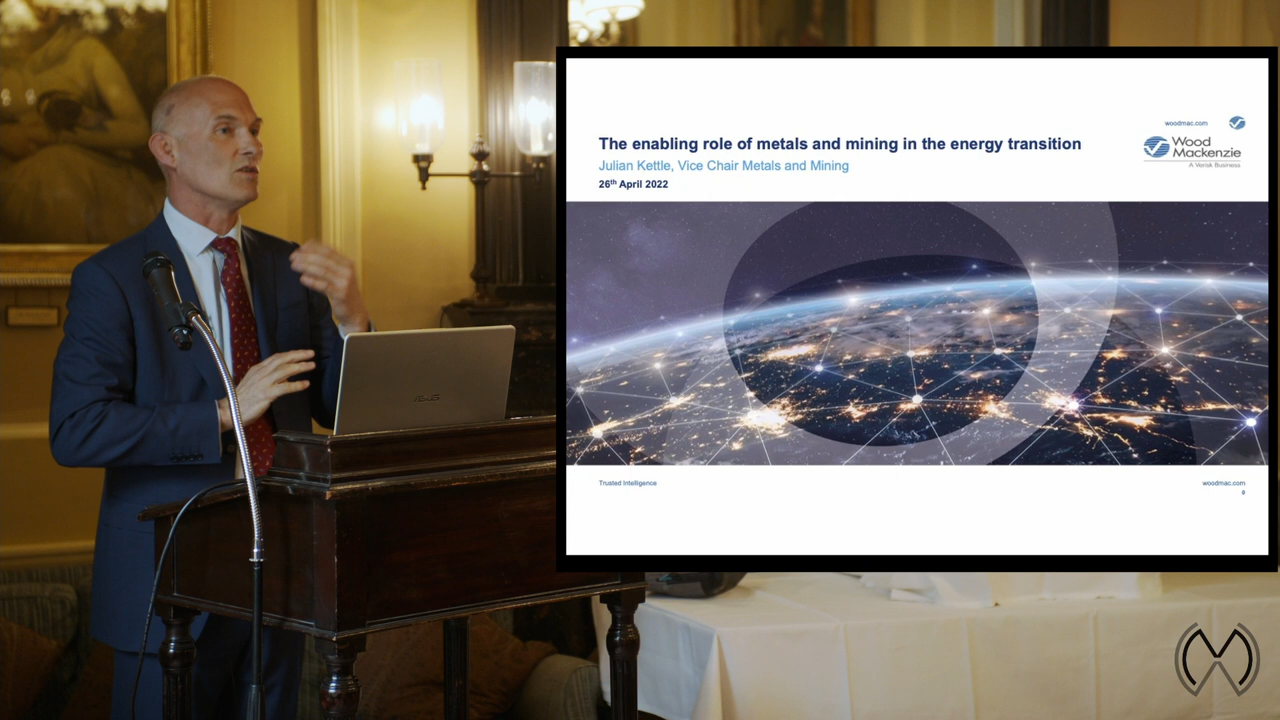 woodmac.com
The enabling role of metals and mining in the energy transition
Wood
Mackenzie
Julian Kettle, Vice Chair Metals and Mining
A Verisk Business
26th April 2022
ASUS
Trusted Intelligence
woodmac.com